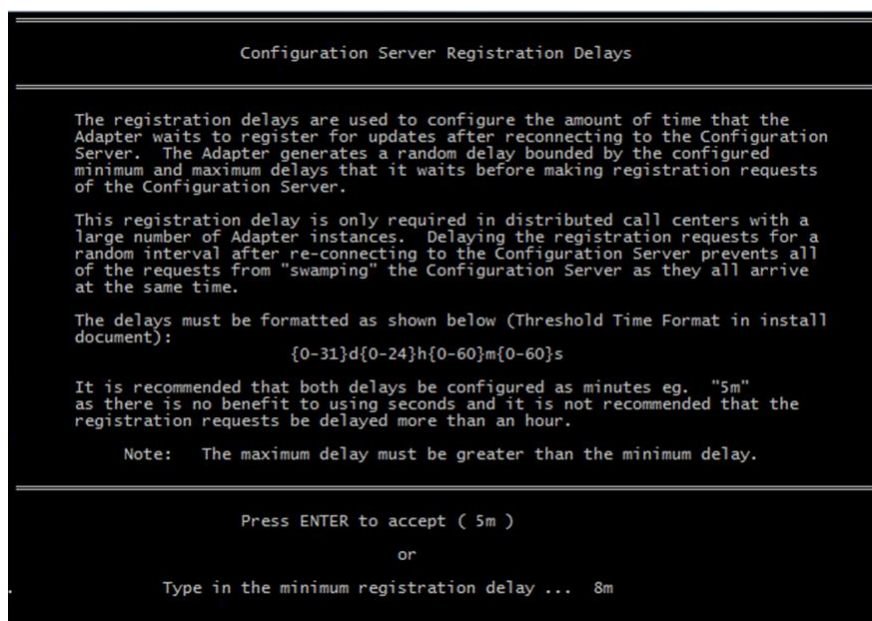 Configuration Server Registration Delays
The registration delays are used to configure the amount of time that the
Adapter waits to register for updates after reconnecting to the Configuration
Server. The Adapter generates a random delay bounded by the configured
minimum and maximum delays that it waits before making registration requests
of the Configuration Server.
This registration delay is only required in distributed call centers with a
large number of Adapter instances. Delaying the registration requests for a
random interval after re-connecting to the Configuration Server prevents all
of the requests from "swamping" the Configuration Server as they all arrive
at the same time.
The delays must be formatted as shown below (Threshold Time Format in install
document):
{0-31}d{0-24}h{0-60}m{0-60}s
It is recommended that both delays be configured as minutes eg. "5m"
as there is no benefit to using seconds and it is not recommended that the
registration requests be delayed more than an hour.
Note: The maximum delay must be greater than the minimum delay.
Press ENTER to accept ( 5m )
or
Type in the minimum registration delay ... 8m